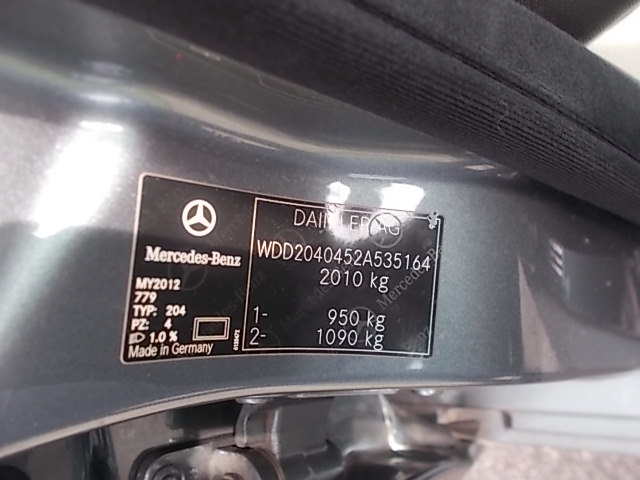 Mercedes-Benz
MY2012
779
TYP: 204
PZ: 4
1.0 %
Made in Germany
DAIMLER AG
WDD2040452A535164
2010 kg
1- 950 kg
2- 1090 kg